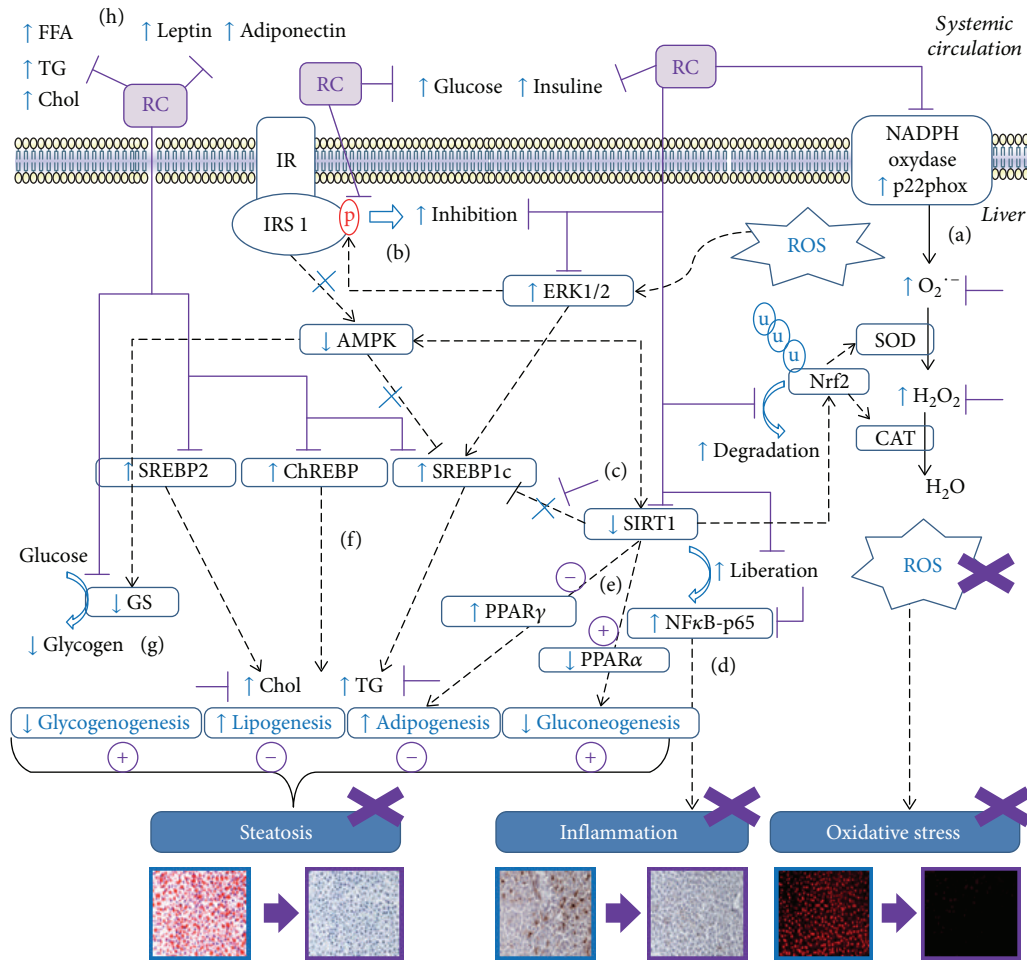 (h)
↑ FFA
↑ Leptin ↑ Adiponectin
↑ TG
↑ Chol
RC
RC
↑ Glucose ↑ Insuline
RC
Systemic
circulation
NADPH
oxydase
↑ p22phox
Liver
IR
IRS 1
p
↑ Inhibition
(b)
ROS
(a)
↑ O₂·⁻
↑ ERK1/2
↓ AMPK
u
u
u
SOD
Nrf2
↑ H₂O₂
CAT
↑ Degradation
H₂O
↑ SREBP2
↑ ChREBP
↑ SREBP1c
(c)
↓ SIRT1
(f)
Glucose
↓ GS
↓ Glycogen
(g)
−
(e)
↑ Liberation
ROS
↑ PPARγ
+
↑ NFκB-p65
↓ PPARα
(d)
↑ Chol
↑ TG
↓ Glycogenogenesis
↑ Lipogenesis
↑ Adipogenesis
↓ Gluconeogenesis
+
−
−
+
Steatosis
Inflammation
Oxidative stress